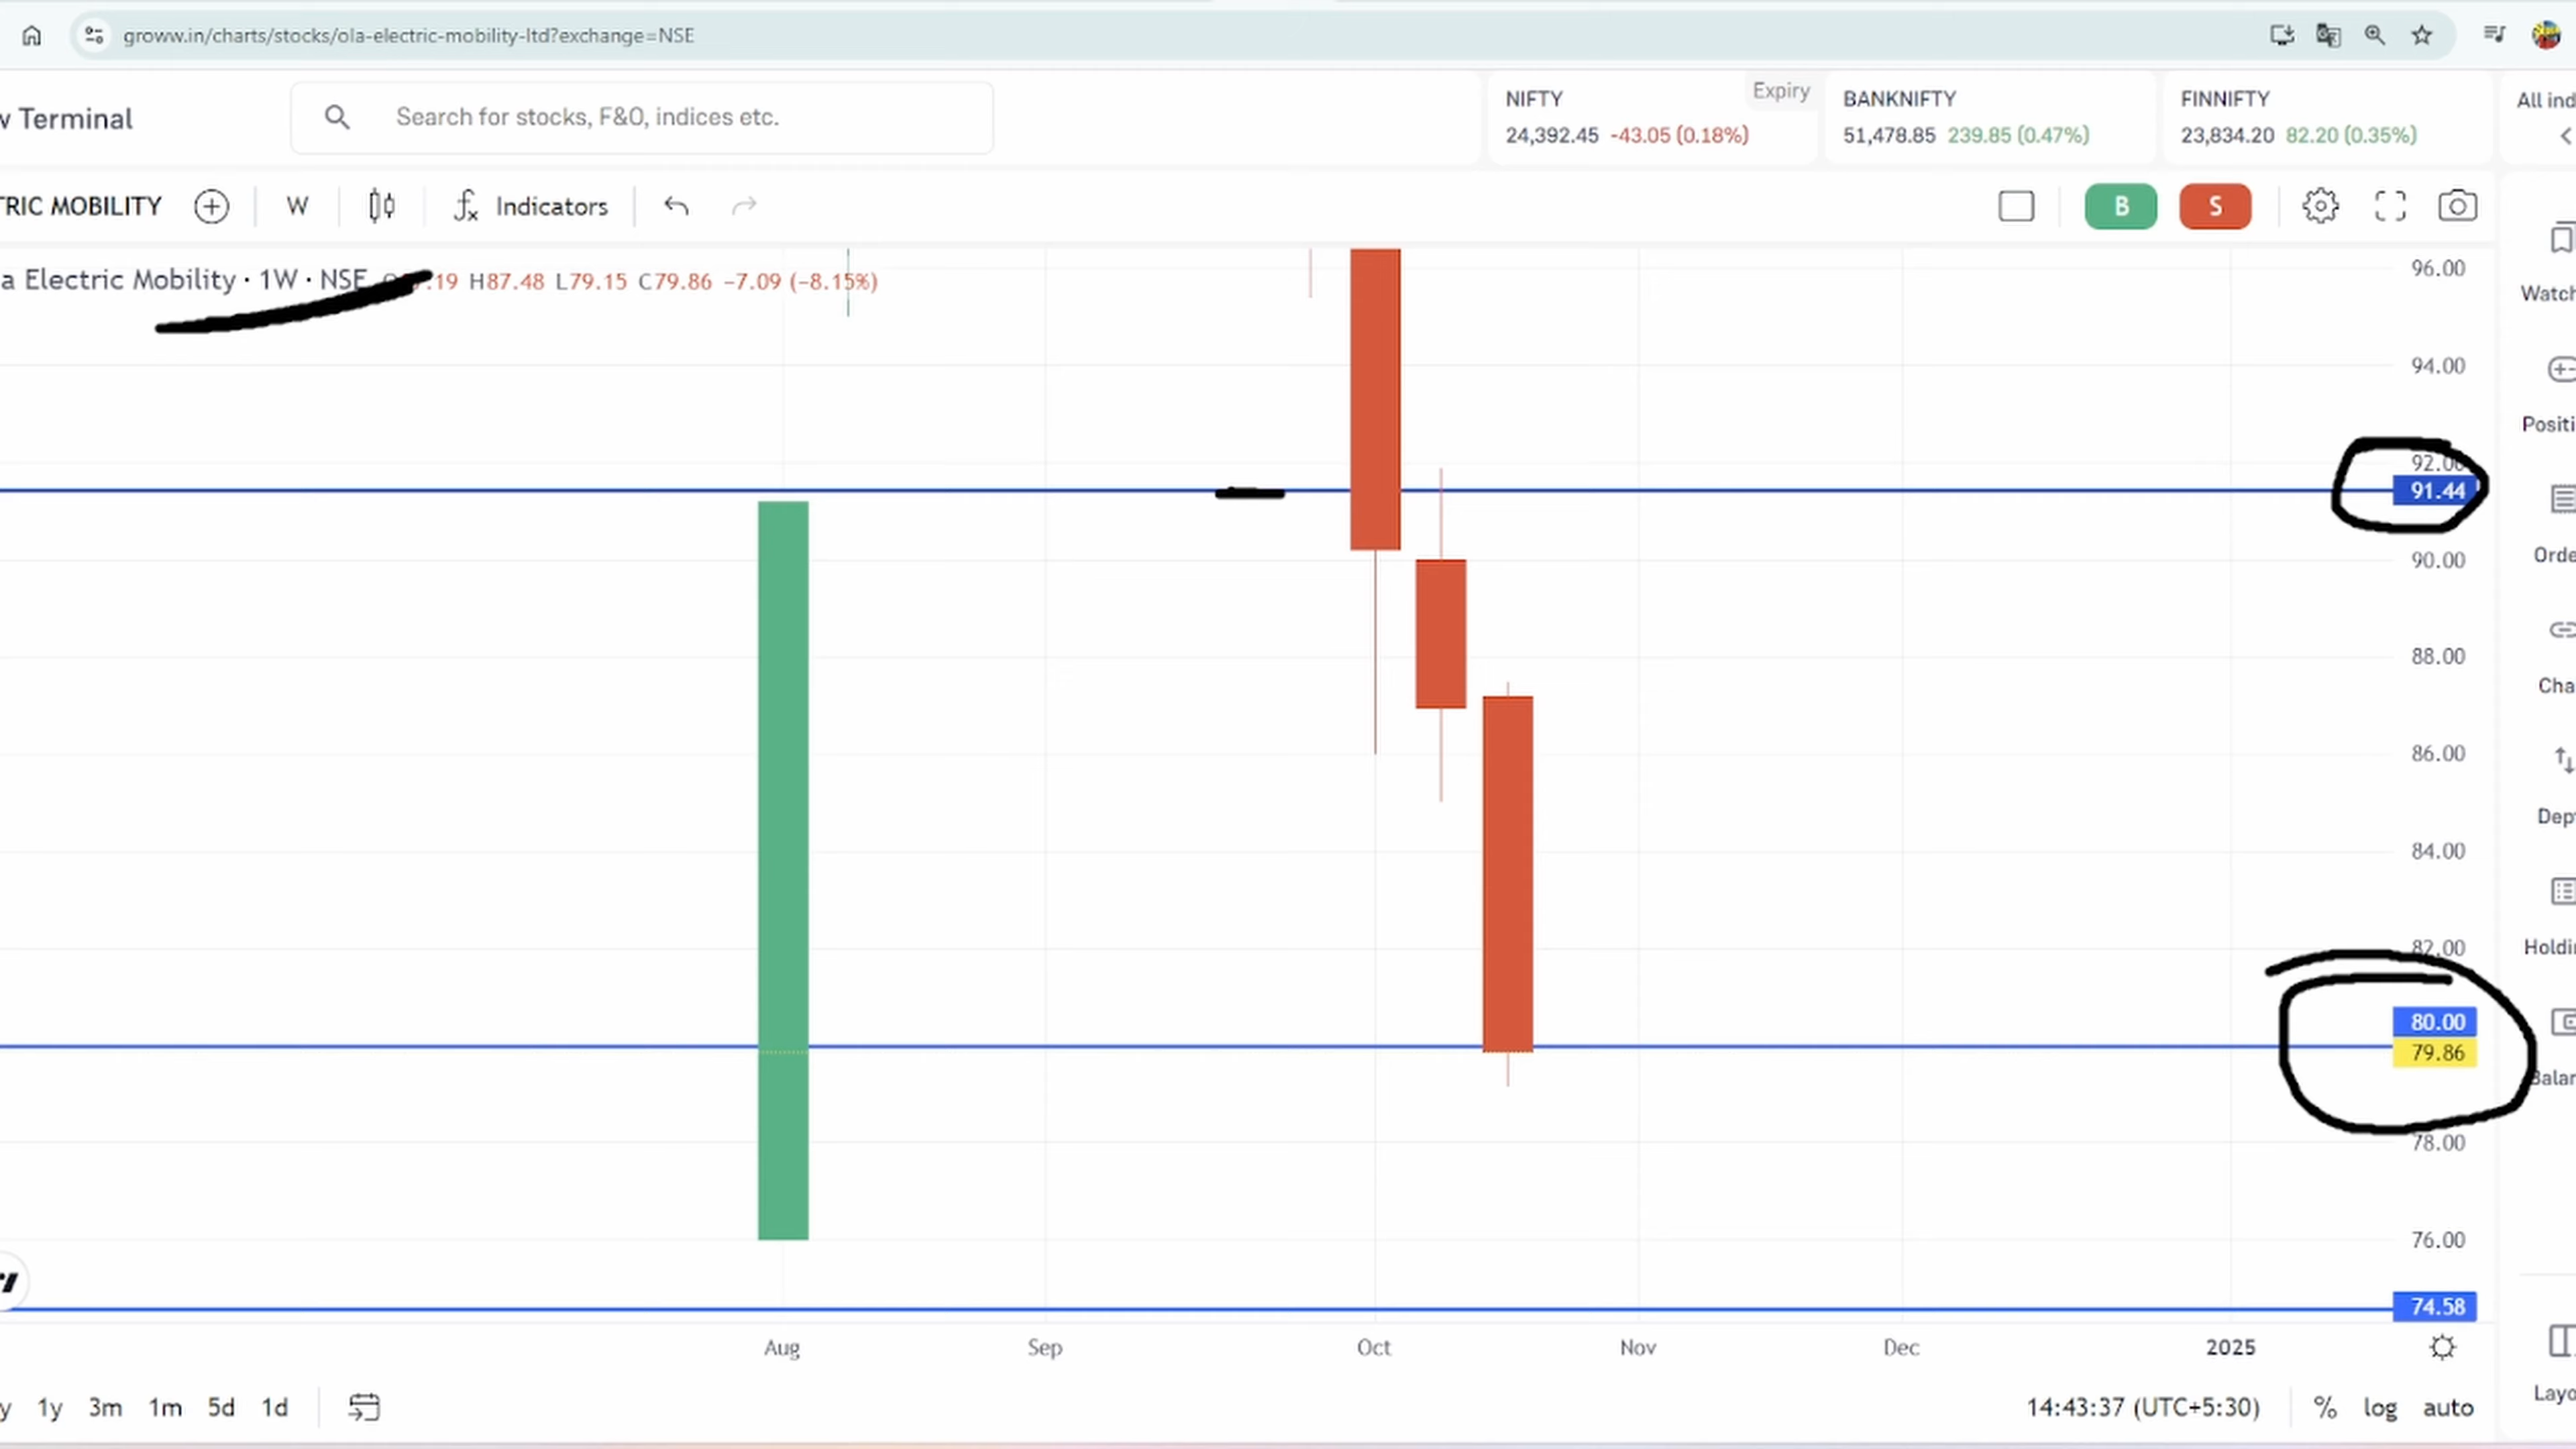 groww.in/charts/stocks/ola-electric-mobility-ltd?exchange=NSE
Terminal
Search for stocks, F&O, indices etc.
NIFTY
Expiry
24,392.45 -43.05 (0.18%)
BANKNIFTY
51,478.85 239.85 (0.47%)
FINNIFTY
23,834.20 82.20 (0.35%)
All ind
TRIC MOBILITY
W
Indicators
B
S
a Electric Mobility · 1W · NSE .19 H87.48 L79.15 C79.86 −7.09 (−8.15%)
96.00
94.00
92.00
91.44
90.00
88.00
86.00
84.00
82.00
80.00
79.86
78.00
76.00
74.58
Watch
Positi
Orde
Cha
Dep
Holdi
Balan
Layo
Aug
Sep
Oct
Nov
Dec
2025
y
1y
3m
1m
5d
1d
14:43:37 (UTC+5:30)
%
log
auto